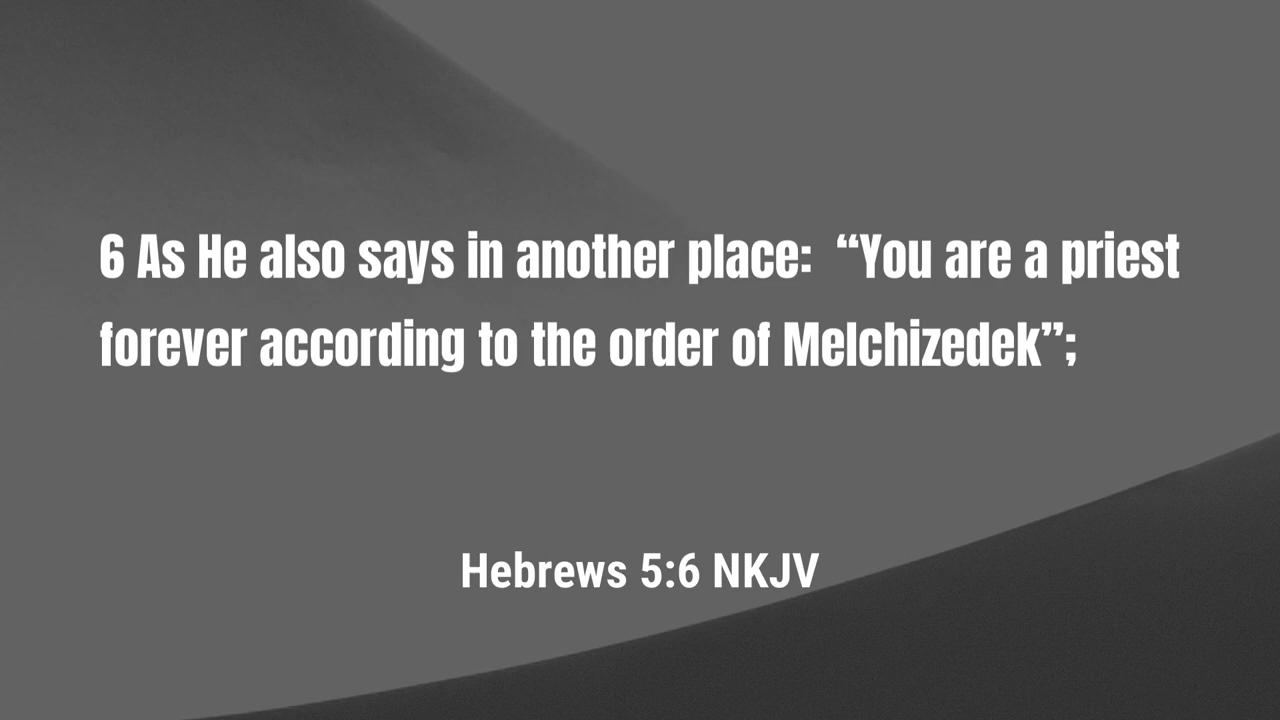 6 As He also says in another place:  “You are a priest
forever according to the order of Melchizedek”;
Hebrews 5:6 NKJV